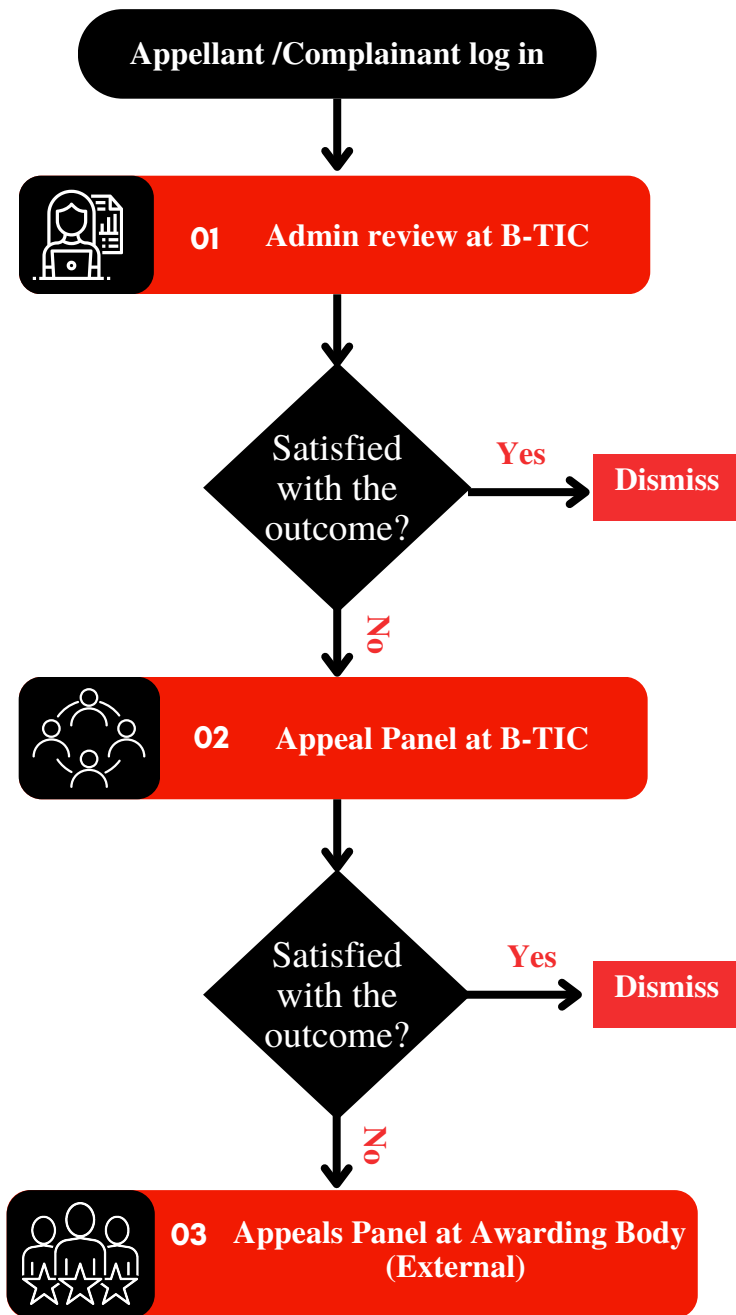 Appellant /Complainant log in
01 Admin review at B-TIC
Satisfied
with the
outcome?
Yes
Dismiss
No
02 Appeal Panel at B-TIC
Satisfied
with the
outcome?
Yes
Dismiss
No
03 Appeals Panel at Awarding Body
(External)